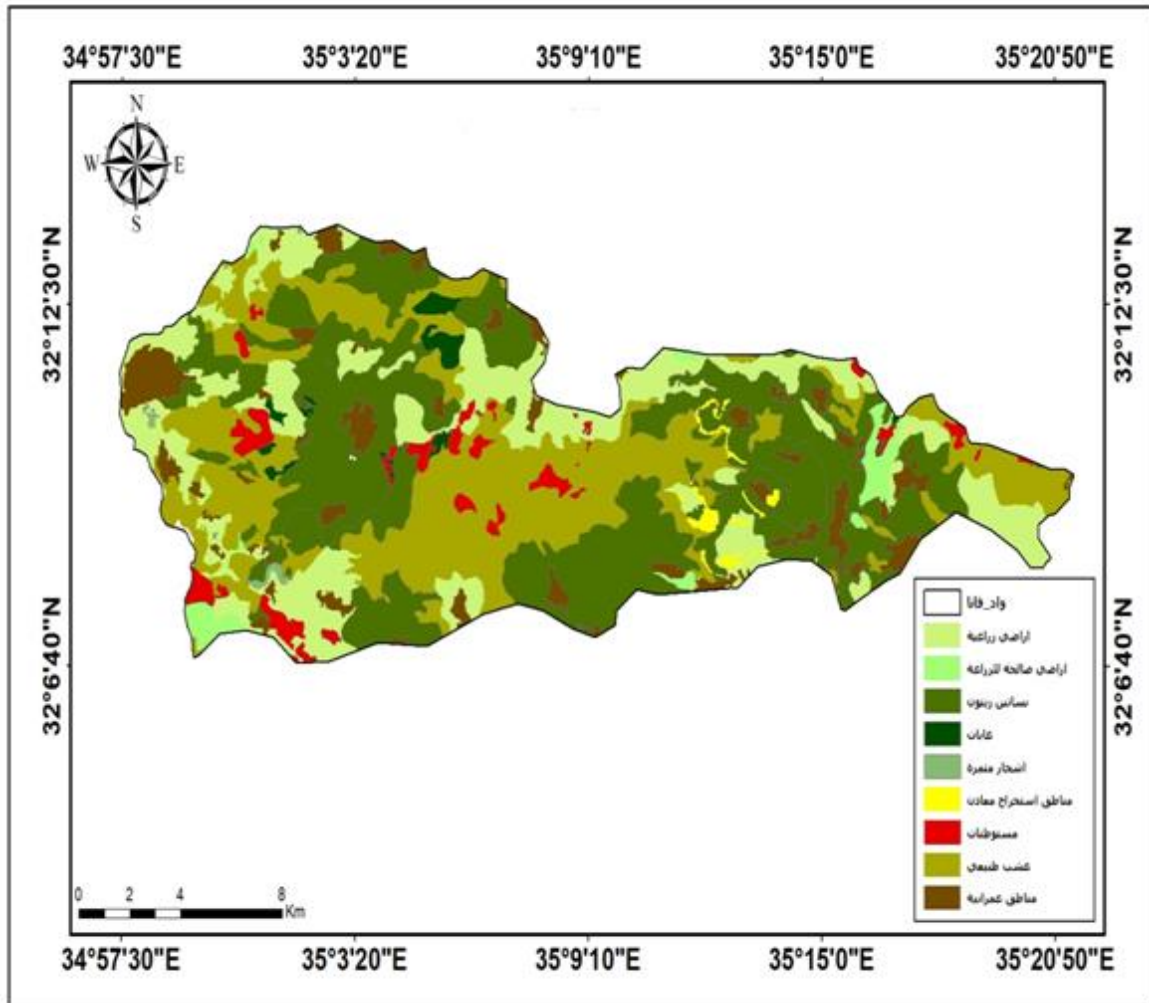 34°57'30"E 35°3'20"E 35°9'10"E 35°15'0"E 35°20'50"E
N
W E
S
32°12'30"N 32°12'30"N
32°6'40"N 32°6'40"N
واد_قانا
اراضي زراعية
اراضي صالحة للزراعة
بساتين زيتون
غابات
اشجار مثمرة
مناطق استخراج معادن
مستوطنات
عشب طبيعي
مناطق عمرانية
0 2 4 8
Km
34°57'30"E 35°3'20"E 35°9'10"E 35°15'0"E 35°20'50"E